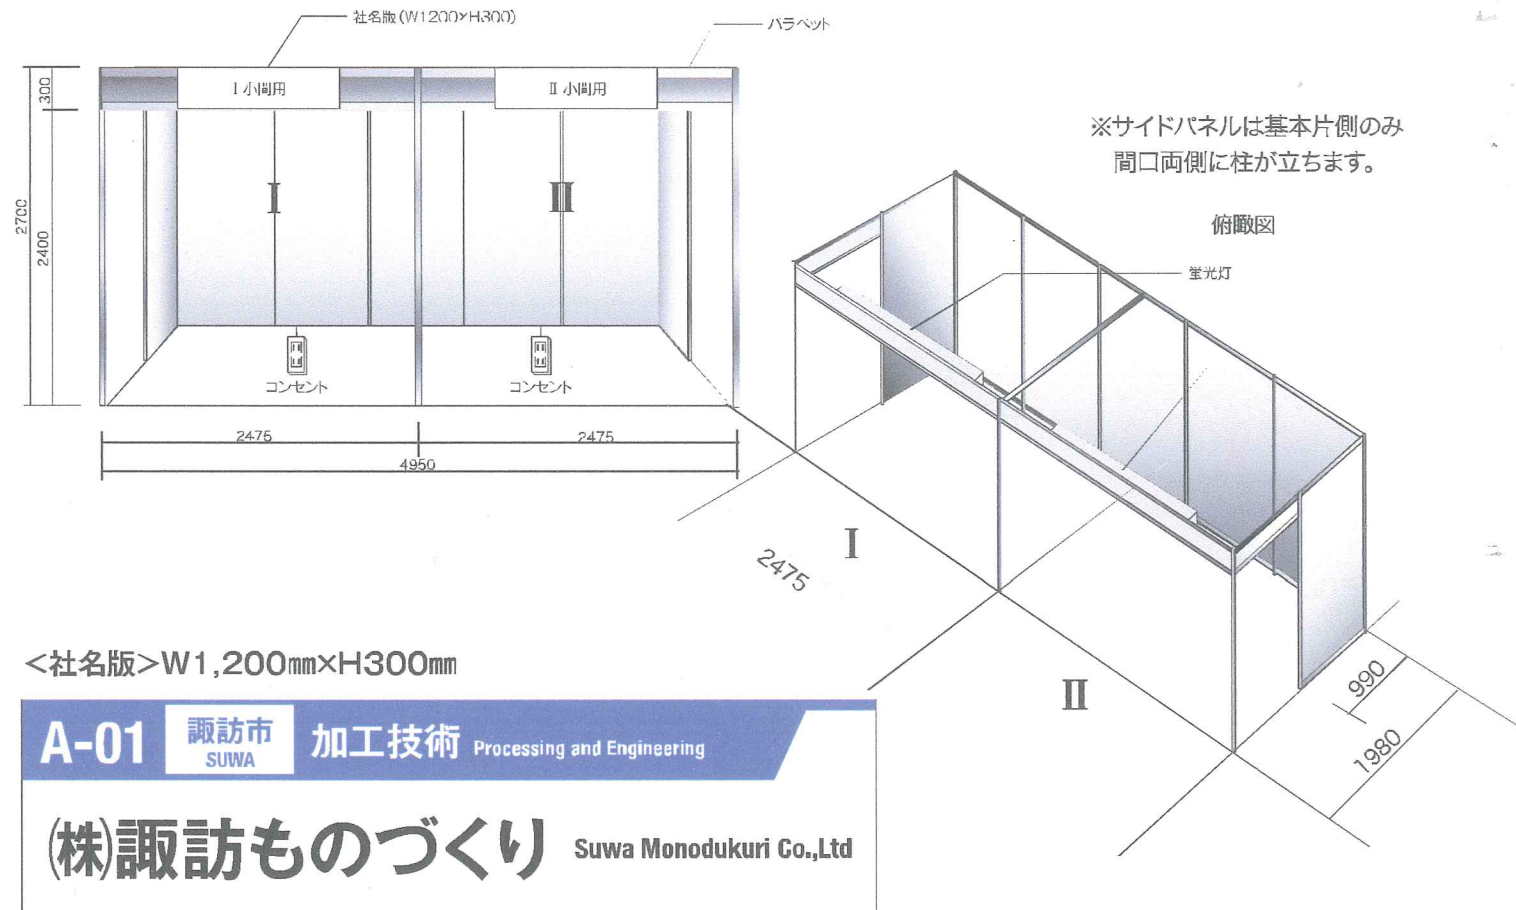 社名版(W1200×H300)
パラペット
Ⅰ 小間用
Ⅱ 小間用
300
2700
2400
Ⅰ
Ⅱ
コンセント
コンセント
2475
2475
4950
※サイドパネルは基本片側のみ
間口両側に柱が立ちます。
俯瞰図
蛍光灯
Ⅰ
2475
Ⅱ
990
1980
<社名版>W1,200㎜×H300㎜
A-01 諏訪市 SUWA 加工技術 Processing and Engineering
㈱諏訪ものづくり Suwa Monodukuri Co.,Ltd